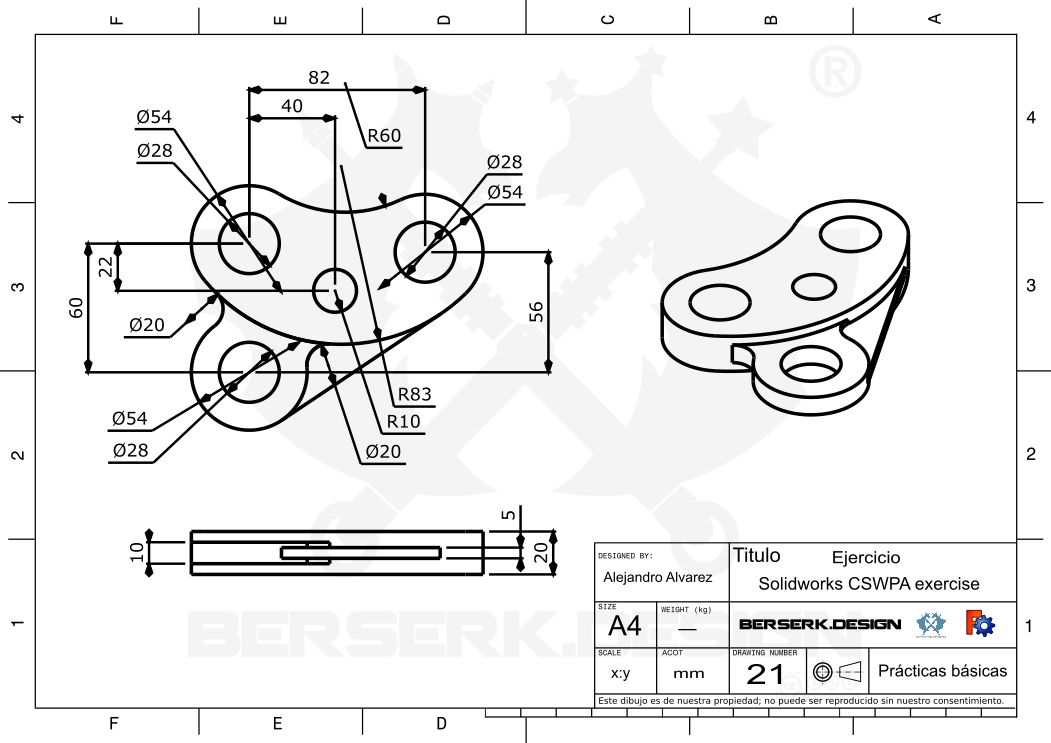 F E D C B A
®
82
4 4
40
Ø54
R60
Ø28
Ø28
Ø54
22
3 3
60
56
Ø20
R83
Ø54
R10
Ø28
Ø20
2 2
5
10
20
DESIGNED BY:
Alejandro Alvarez
Titulo
Ejercicio
Solidworks CSWPA exercise
SIZE
A4
WEIGHT (kg)
—
BERSERK.DESIGN
BERSERK.DESIGN
1 1
SCALE
x:y
ACOT
mm
DRAWING NUMBER
21
Prácticas básicas
Este dibujo es de nuestra propiedad; no puede ser reproducido sin nuestro consentimiento.
F E D